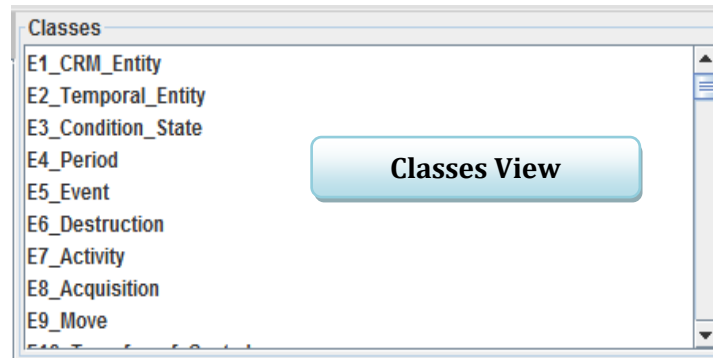 Classes
E1_CRM_Entity
E2_Temporal_Entity
E3_Condition_State
E4_Period
Classes View
E5_Event
E6_Destruction
E7_Activity
E8_Acquisition
E9_Move